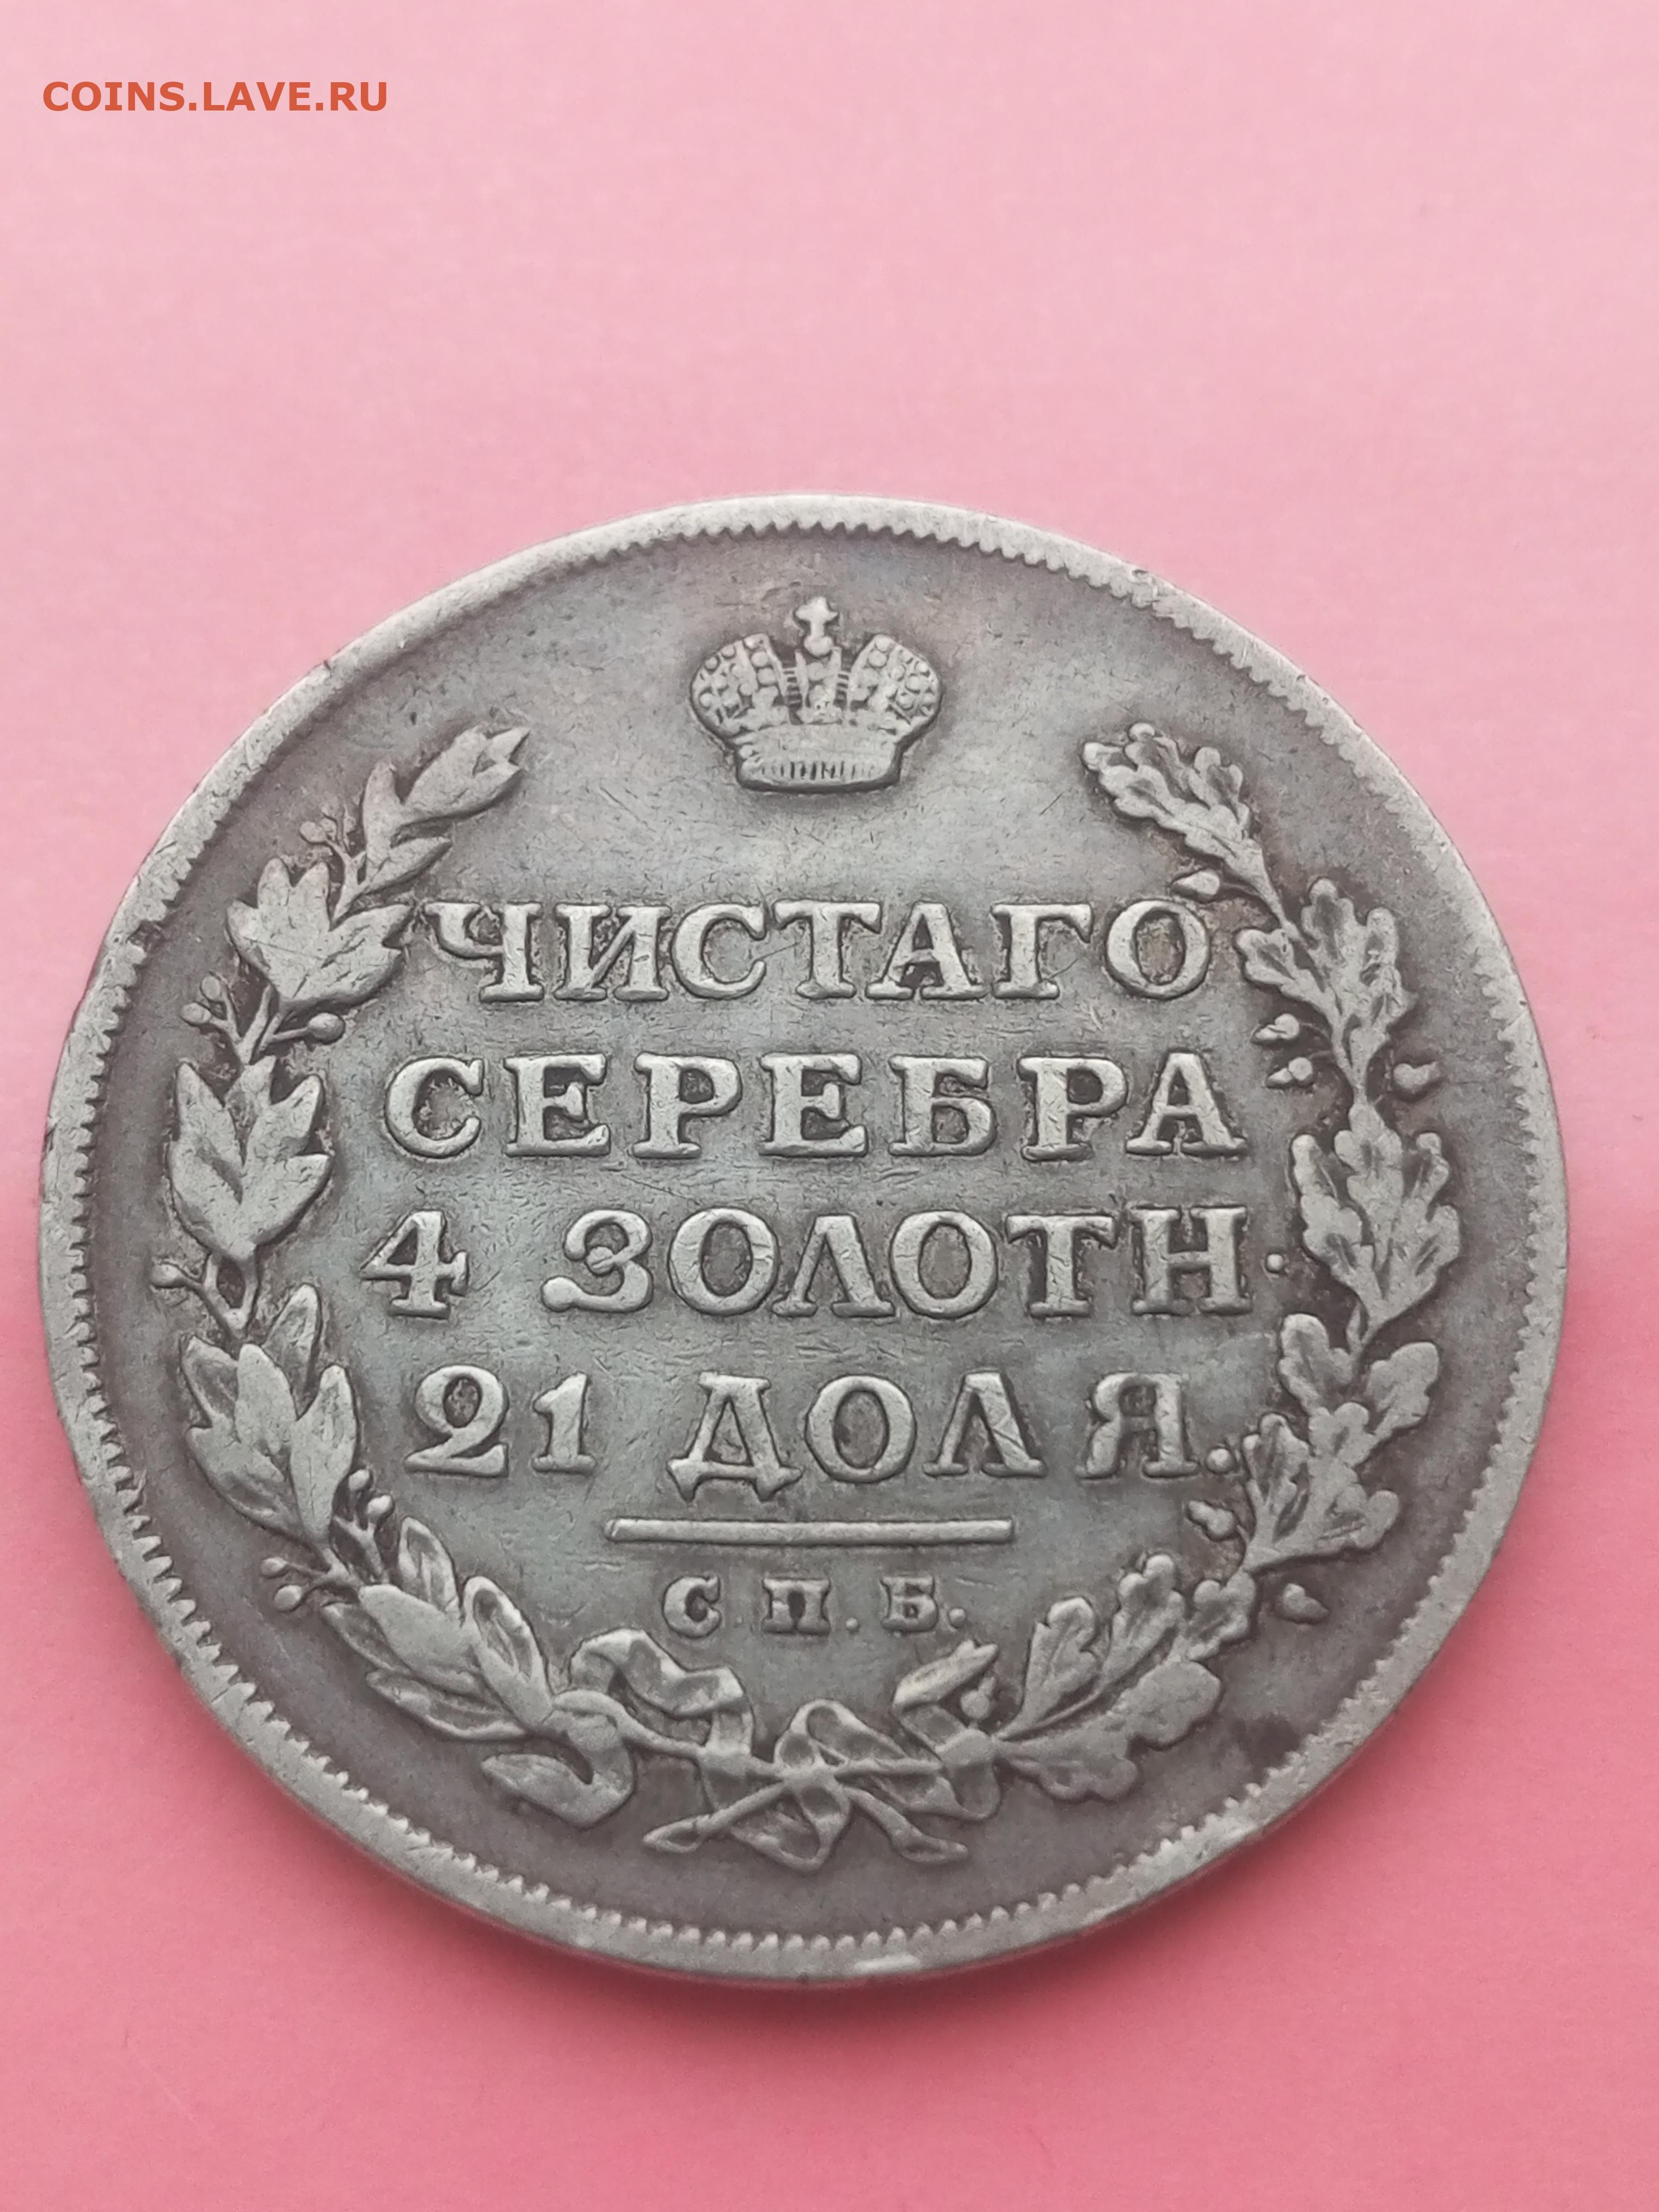 COINS.LAVE.RU
ЧИСТАГО
СЕРЕБРА
4 ЗОЛОТН.
21 ДОЛЯ.
С.П.Б.